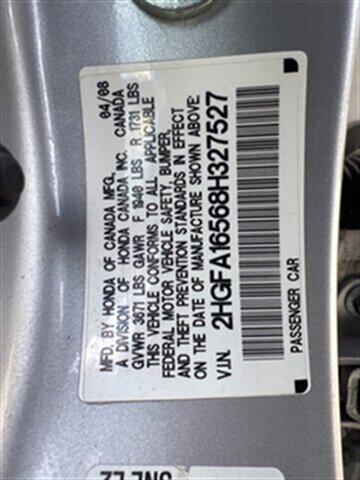 MFD. BY HONDA OF CANADA MFG. 04/08
A DIVISION OF HONDA CANADA INC. CANADA
GVWR 3671 LBS GAWR F 1940 LBS R 1731 LBS
THIS VEHICLE CONFORMS TO ALL APPLICABLE
FEDERAL MOTOR VEHICLE SAFETY, BUMPER,
AND THEFT PREVENTION STANDARDS IN EFFECT
ON THE DATE OF MANUFACTURE SHOWN ABOVE:
V.I.N. 2HGFA16568H327527
PASSENGER CAR